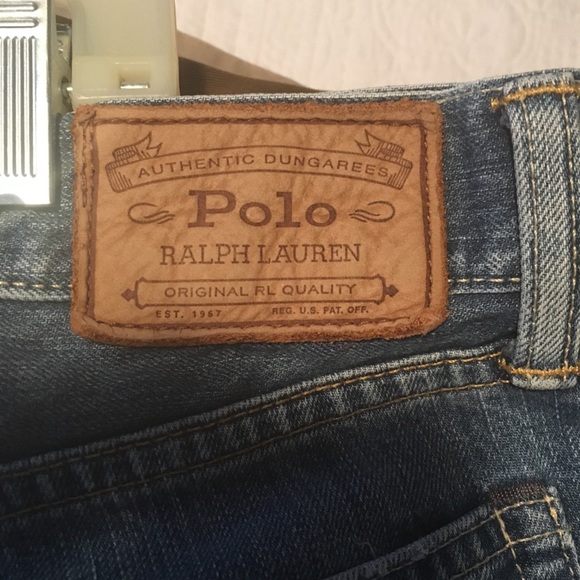 AUTHENTIC DUNGAREES
Polo
RALPH LAUREN
ORIGINAL RL QUALITY
EST. 1967 REG. U.S. PAT. OFF.